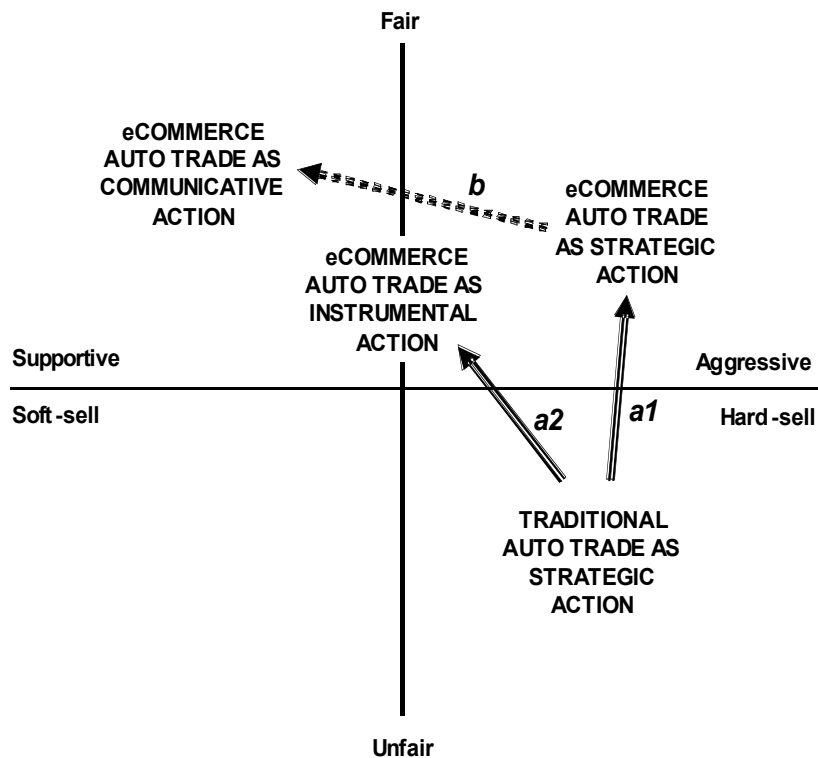 Fair
eCOMMERCE
AUTO TRADE AS
COMMUNICATIVE
ACTION
b
eCOMMERCE
AUTO TRADE
AS STRATEGIC
ACTION
eCOMMERCE
AUTO TRADE AS
INSTRUMENTAL
ACTION
Supportive
Aggressive
Soft-sell
a2
a1
Hard-sell
TRADITIONAL
AUTO TRADE AS
STRATEGIC
ACTION
Unfair